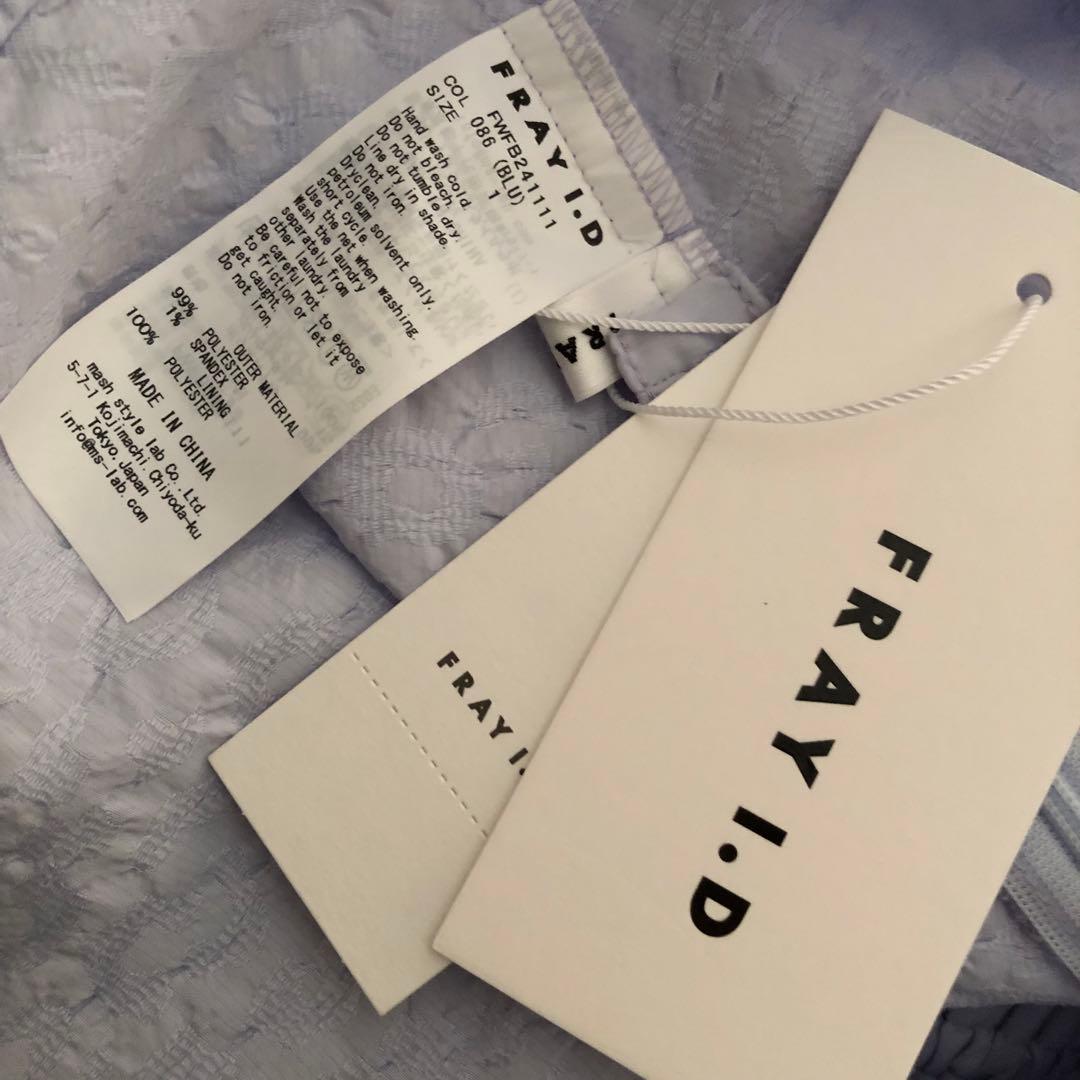 FRAY I.D
FWFB241111
COL 086 (BLU)
SIZE 1
Hand wash cold.
Do not bleach.
Do not tumble dry.
Line dry in shade.
Do not iron.
Dryclean,
petroleum solvent only.
short cycle.
Use the net when washing.
Wash the laundry
separately from
other laundry.
Be careful not to expose
to friction or let it
get caught.
Do not iron.
OUTER MATERIAL
99% POLYESTER
1% SPANDEX
LINING
100% POLYESTER
MADE IN CHINA
mash style lab Co.,Ltd.
5-7-1 Kojimachi,Chiyoda-ku
Tokyo,Japan
info@ms-lab.com
RA
FRAY I.
FRAY I.D